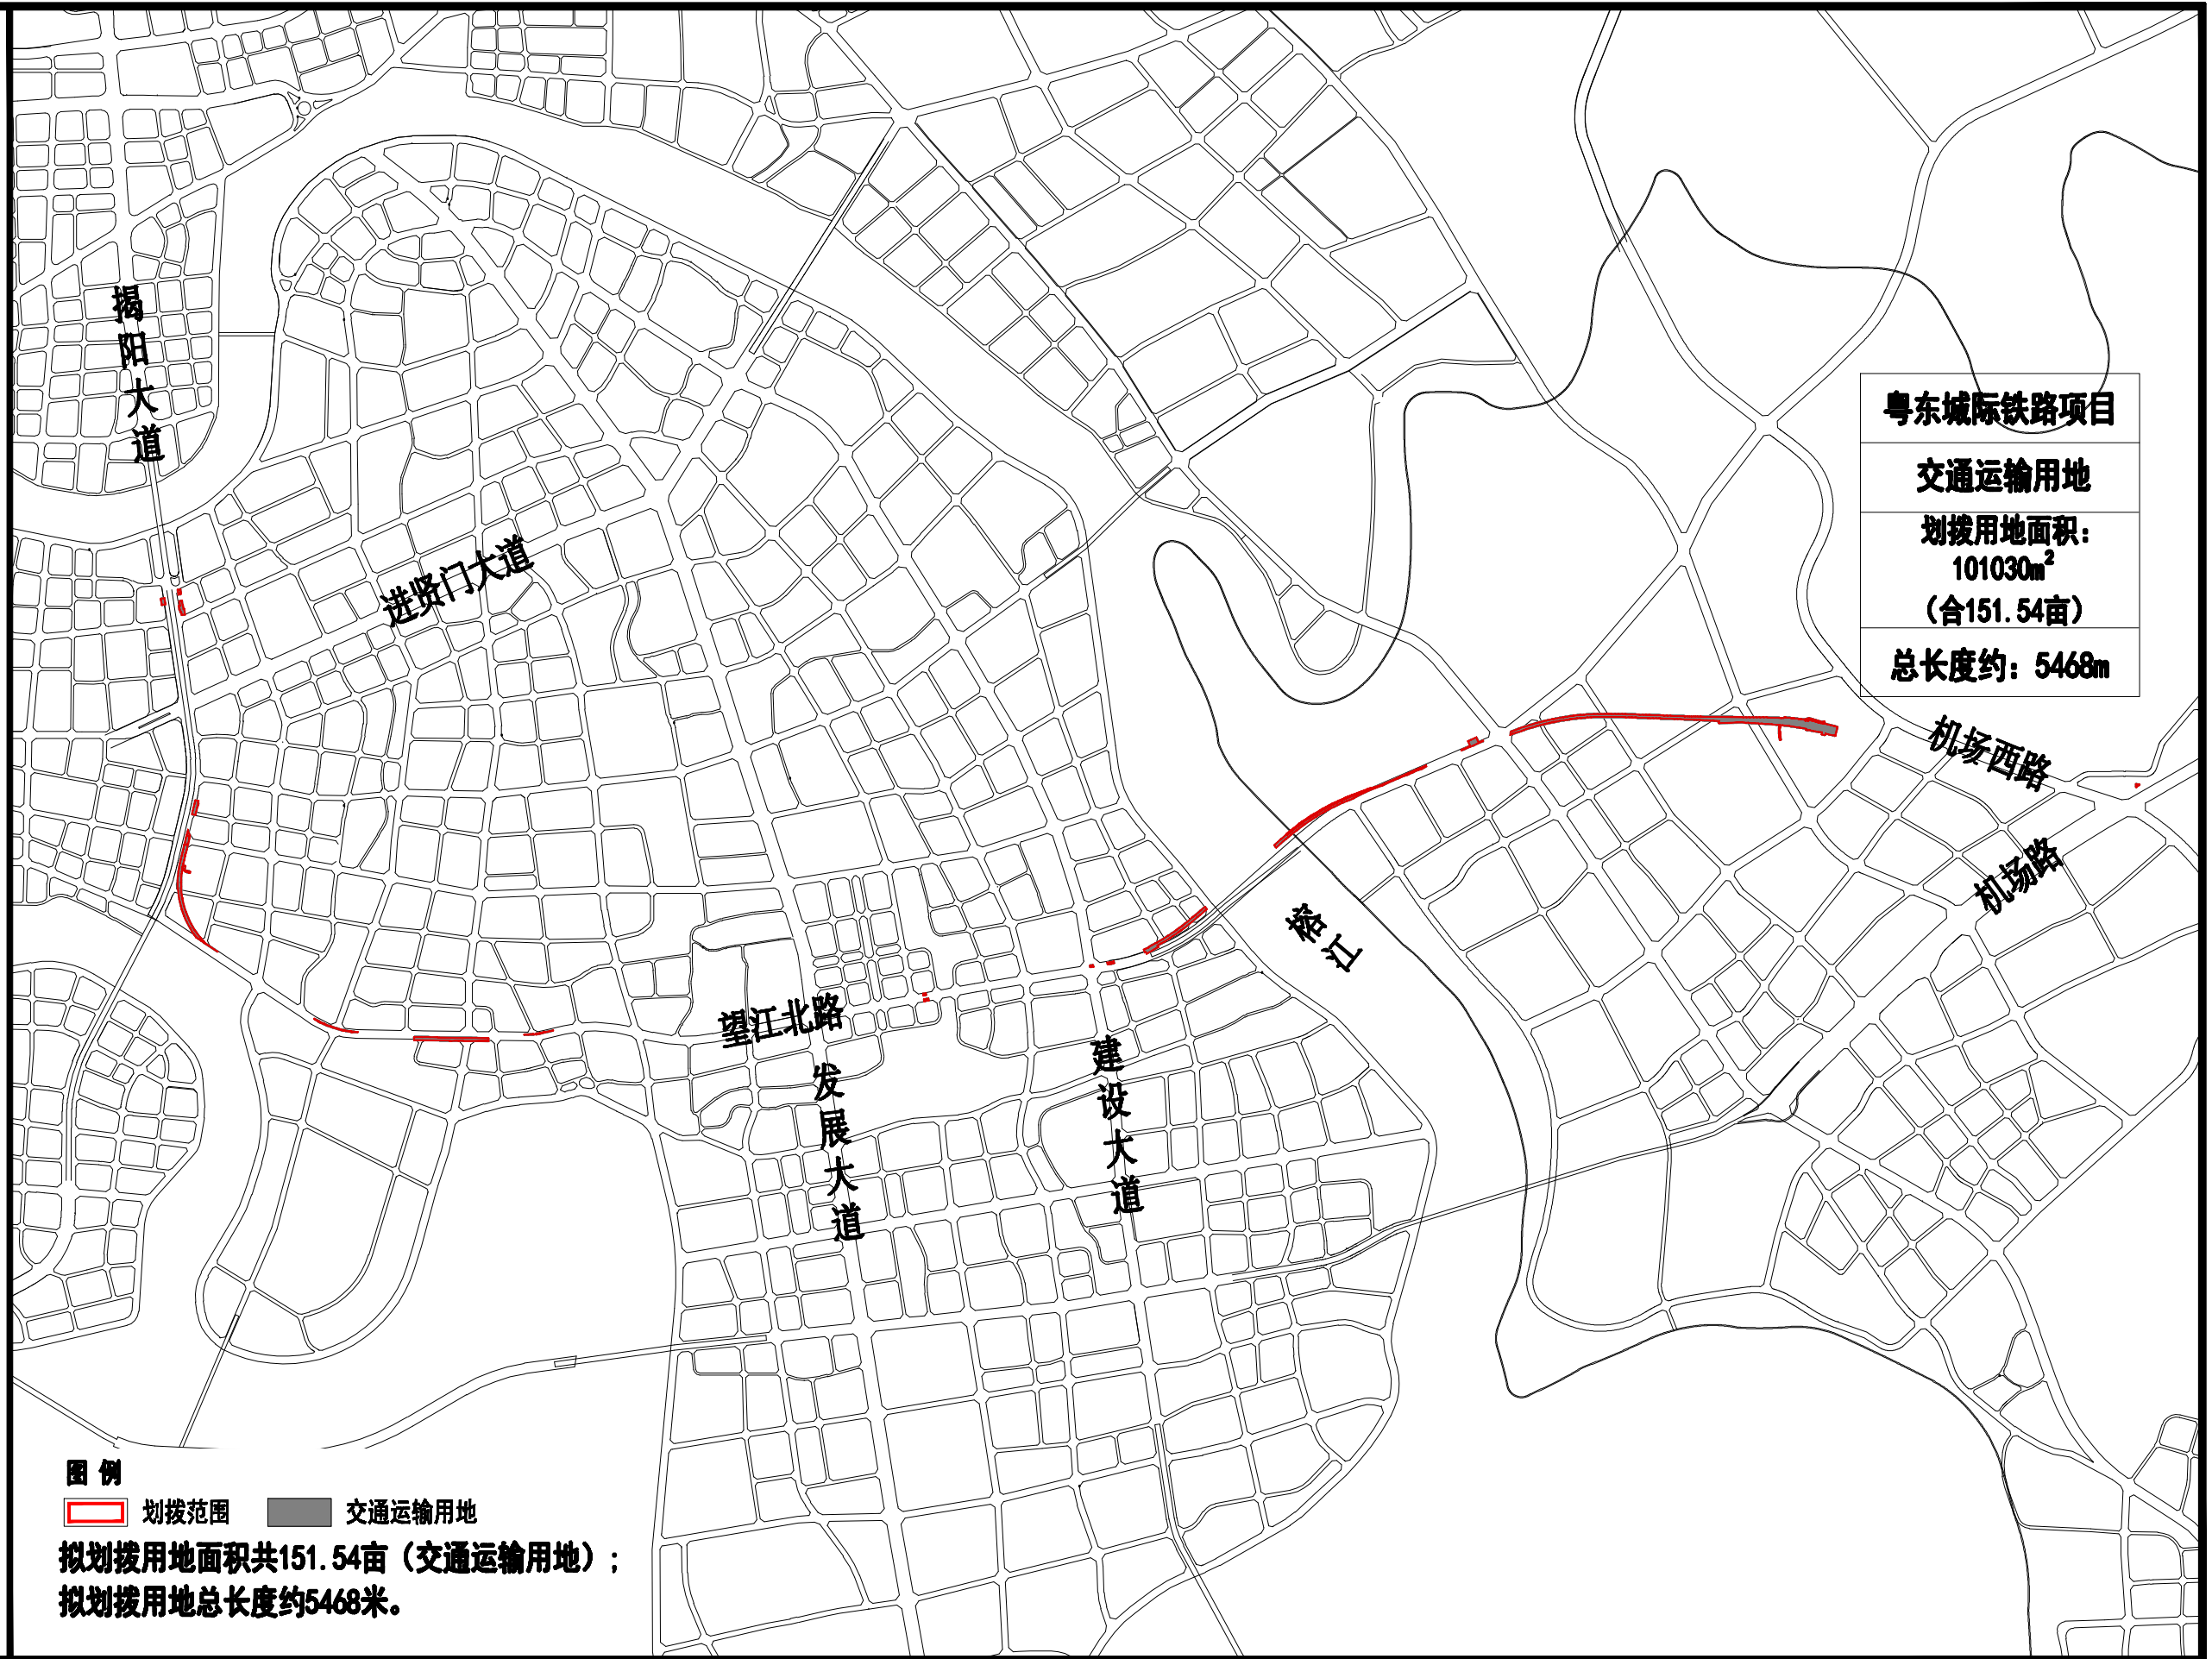 揭阳大道
进贤门大道
粤东城际铁路项目
交通运输用地
划拨用地面积：
101030m²
（合151.54亩）
总长度约：5468m
机场西路
机场路
榕江
望江北路
发展大道
建设大道
图 例
划拨范围 交通运输用地
拟划拨用地面积共151.54亩（交通运输用地）；
拟划拨用地总长度约5468米。